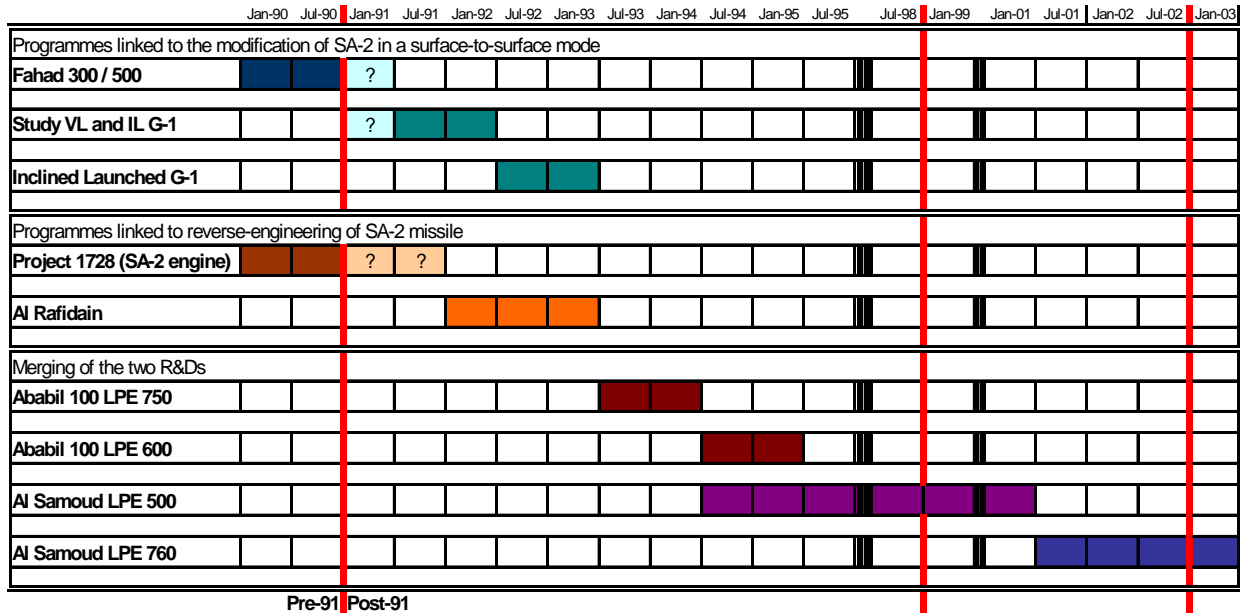 Jan-90 Jul-90 Jan-91 Jul-91 Jan-92 Jul-92 Jan-93 Jul-93 Jan-94 Jul-94 Jan-95 Jul-95 Jul-98 Jan-99 Jan-01 Jul-01 Jan-02 Jul-02 Jan-03
Programmes linked to the modification of SA-2 in a surface-to-surface mode
Fahad 300 / 500 ?
Study VL and IL G-1 ?
Inclined Launched G-1
Programmes linked to reverse-engineering of SA-2 missile
Project 1728 (SA-2 engine) ? ?
Al Rafidain
Merging of the two R&Ds
Ababil 100 LPE 750
Ababil 100 LPE 600
Al Samoud LPE 500
Al Samoud LPE 760
Pre-91 Post-91